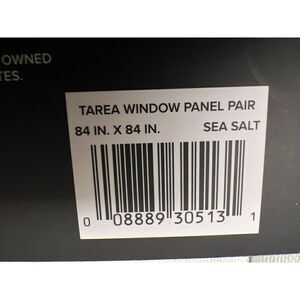 OWNED
TES.
TAREA WINDOW PANEL PAIR
84 IN. X 84 IN. SEA SALT
0 08889 30513 1